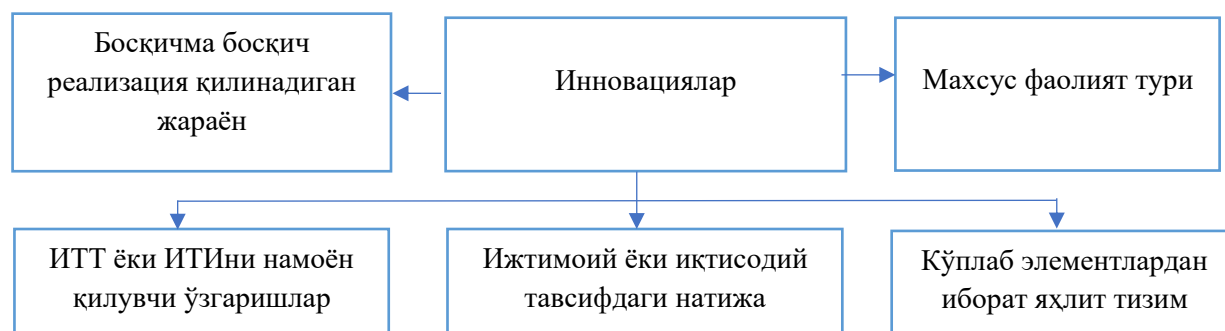 Босқичма босқич
реализация қилинадиган
жараён
Инновациялар
Махсус фаолият тури
ИТТ ёки ИТИни намоён
қилувчи ўзгаришлар
Ижтимоий ёки иқтисодий
тавсифдаги натижа
Кўплаб элементлардан
иборат яҳлит тизим